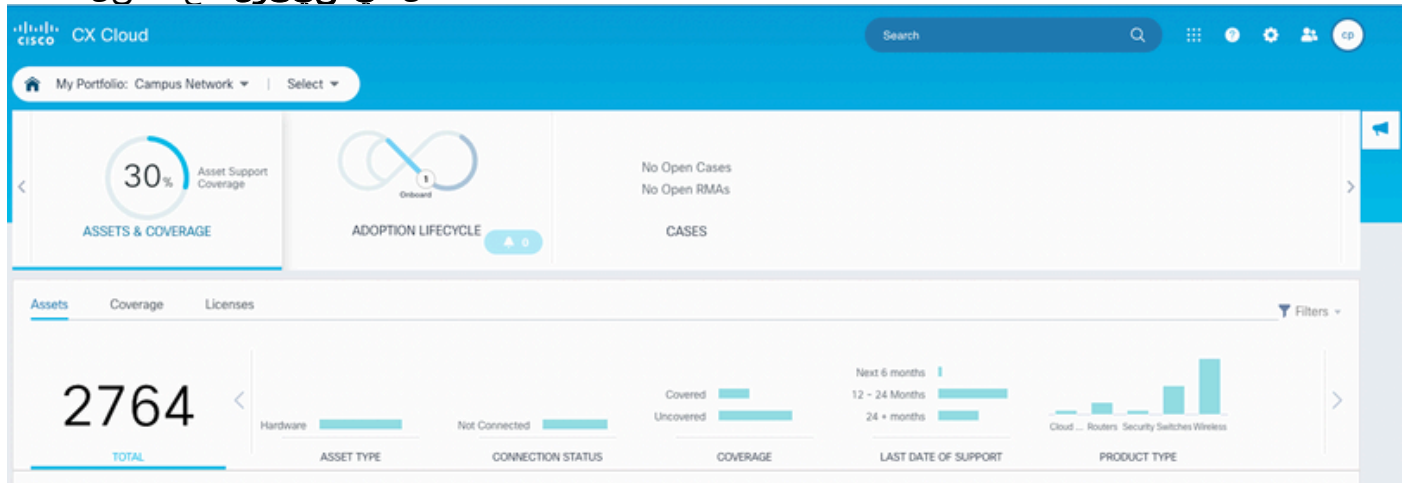 CISCO CX Cloud
Search
cp
My Portfolio: Campus Network | Select
30%
Asset Support
Coverage
ASSETS & COVERAGE
1
Onboard
ADOPTION LIFECYCLE
0
No Open Cases
No Open RMAs
CASES
Assets Coverage Licenses
Filters
2764
TOTAL
Hardware
ASSET TYPE
Not Connected
CONNECTION STATUS
Covered
Uncovered
COVERAGE
Next 6 months
12 - 24 Months
24 + months
LAST DATE OF SUPPORT
Cloud ... Routers Security Switches Wireless
PRODUCT TYPE